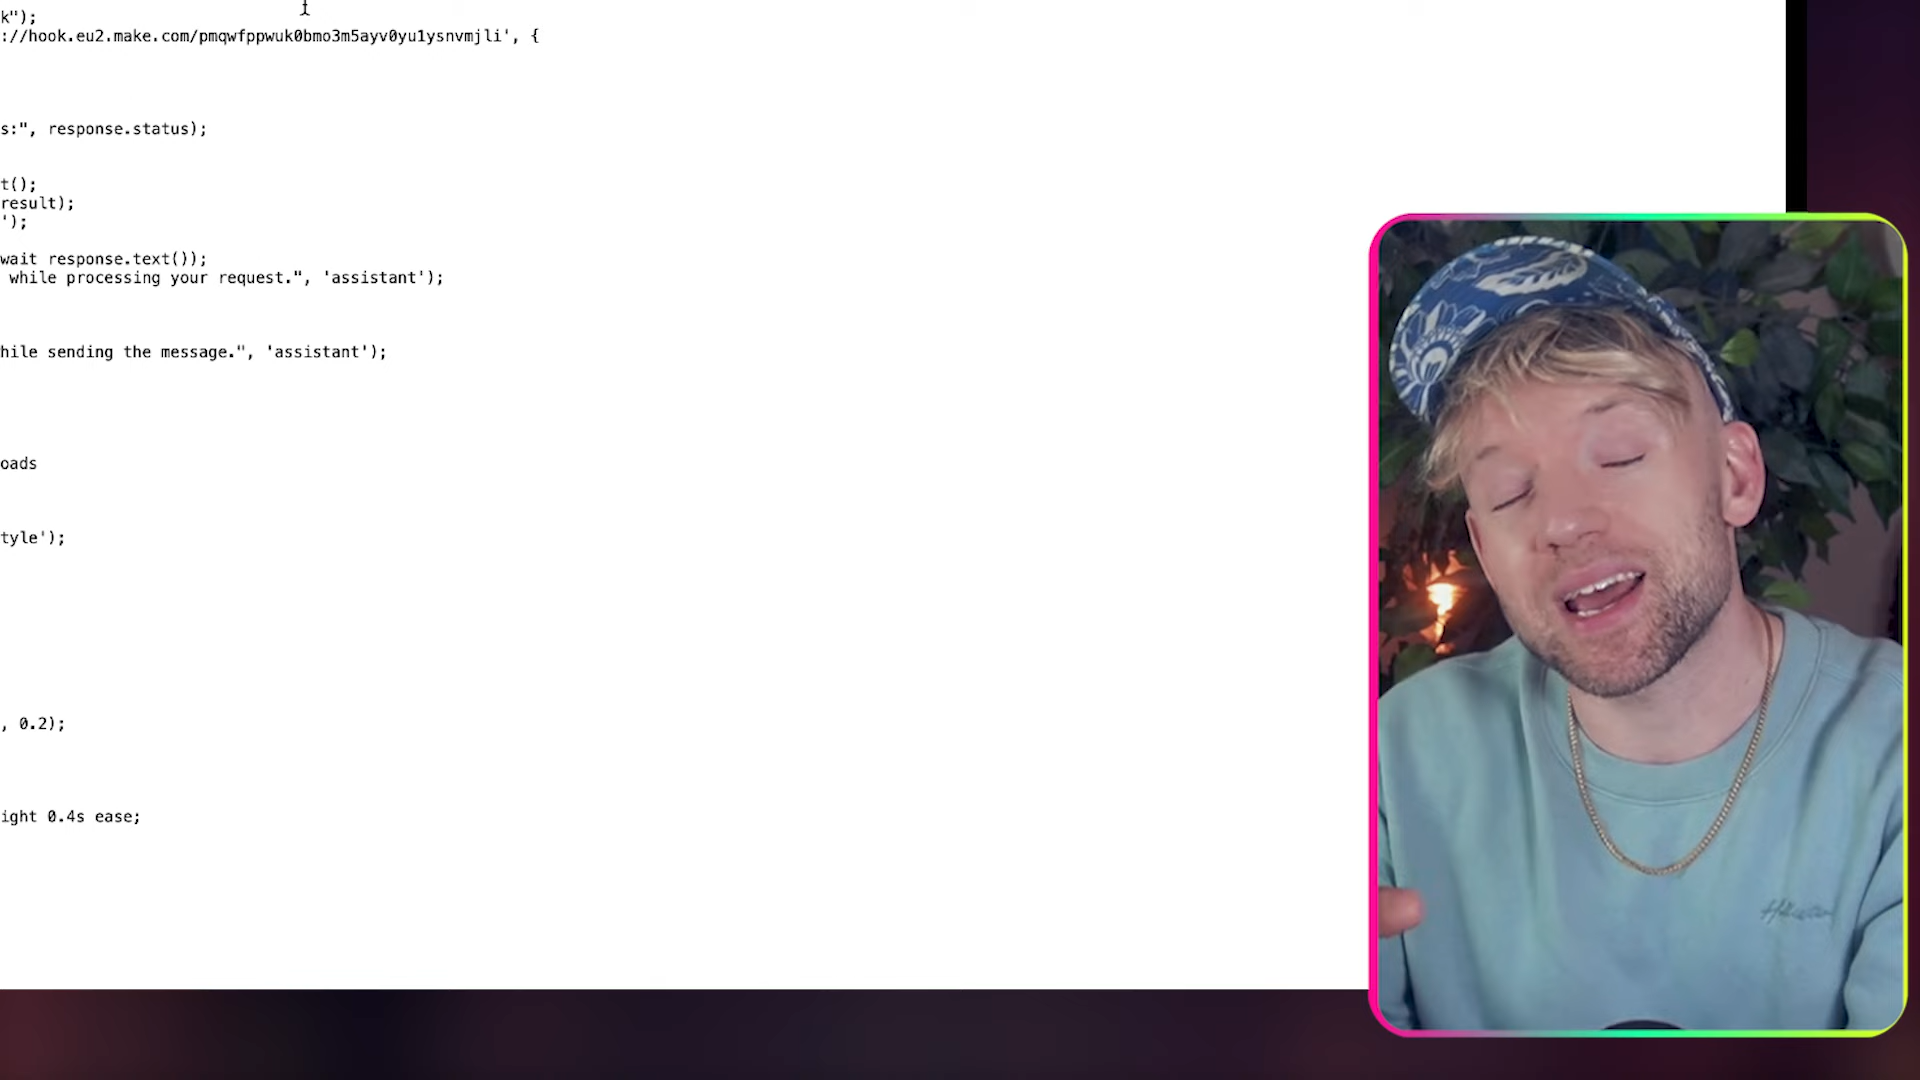 k");
://hook.eu2.make.com/pmqwfppwuk0bmo3m5ayv0yu1ysnvmjli', {
s:", response.status);
t();
result);
');
wait response.text());
while processing your request.", 'assistant');
hile sending the message.", 'assistant');
oads
tyle');
, 0.2);
ight 0.4s ease;